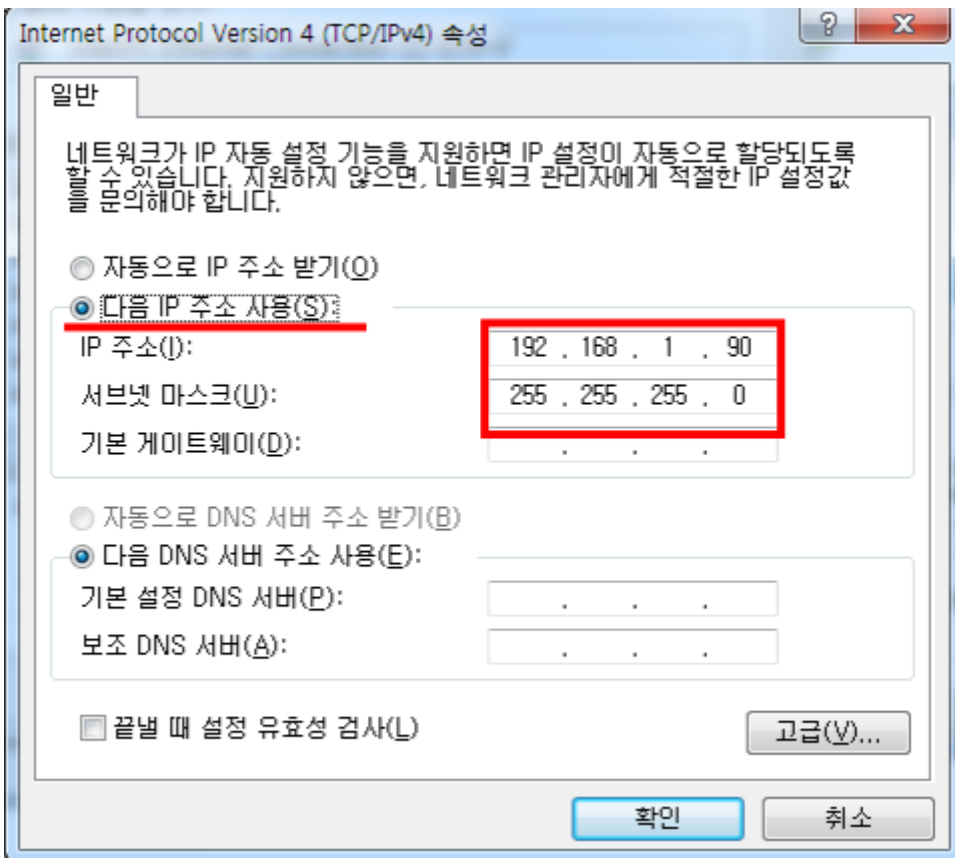 Internet Protocol Version 4 (TCP/IPv4) 속성
일반
네트워크가 IP 자동 설정 기능을 지원하면 IP 설정이 자동으로 할당되도록
할 수 있습니다. 지원하지 않으면, 네트워크 관리자에게 적절한 IP 설정값
을 문의해야 합니다.
자동으로 IP 주소 받기(O)
다음 IP 주소 사용(S):
IP 주소(I): 192 . 168 . 1 . 90
서브넷 마스크(U): 255 . 255 . 255 . 0
기본 게이트웨이(D): . . .
자동으로 DNS 서버 주소 받기(B)
다음 DNS 서버 주소 사용(E):
기본 설정 DNS 서버(P): . . .
보조 DNS 서버(A): . . .
끝낼 때 설정 유효성 검사(L)
고급(V)...
확인 취소